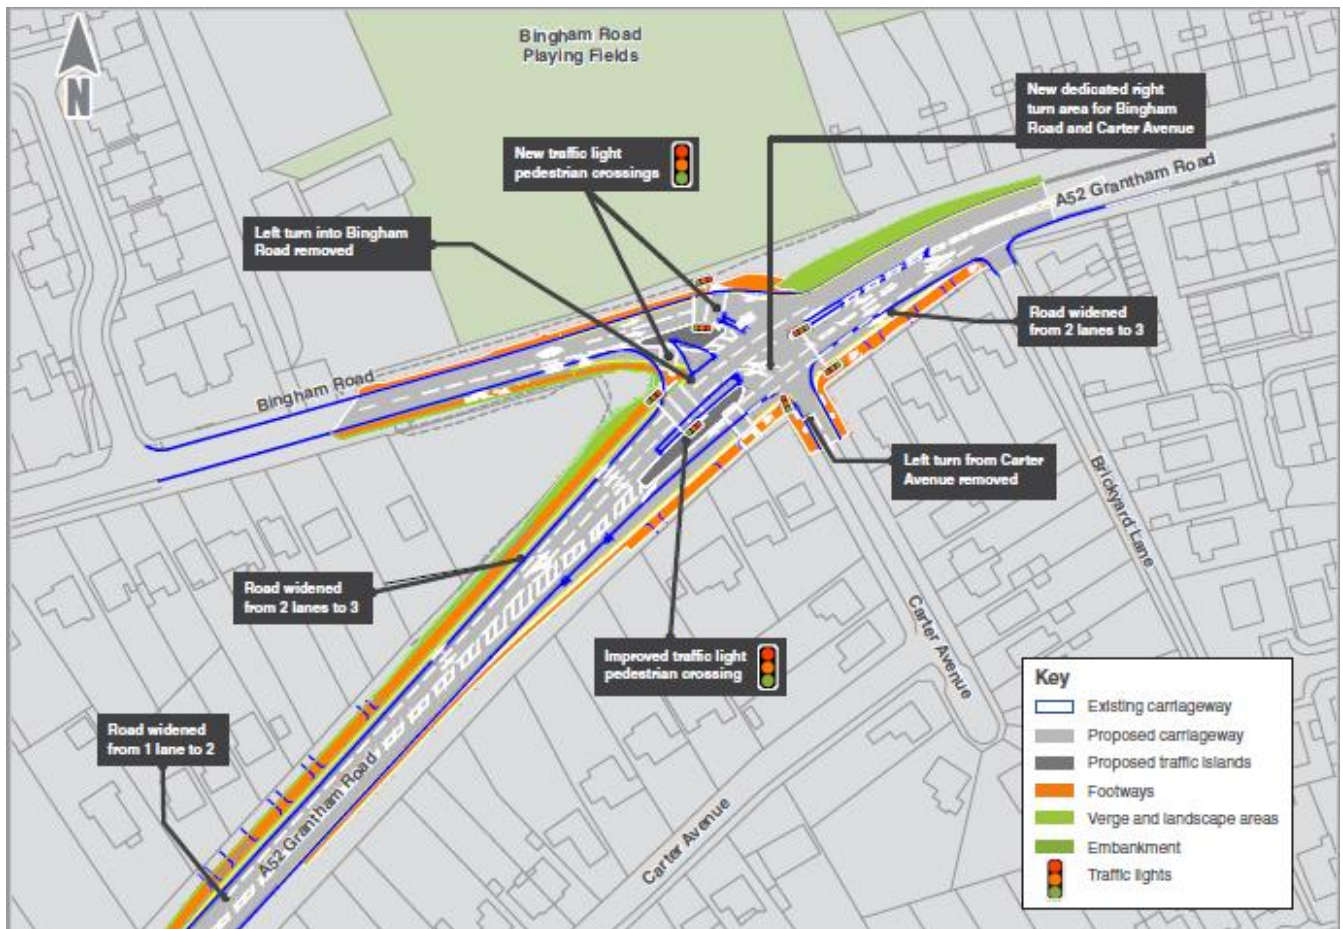 Bingham Road
Playing Fields
N
New dedicated right
turn area for Bingham
Road and Carter Avenue
New traffic light
pedestrian crossings
A52 Grantham Road
Left turn into Bingham
Road removed
Road widened
from 2 lanes to 3
Bingham Road
Left turn from Carter
Avenue removed
Brickyard Lane
Road widened
from 2 lanes to 3
Carter Avenue
Improved traffic light
pedestrian crossing
Road widened
from 1 lane to 2
A52 Grantham Road
Carter Avenue
Key
Existing carriageway
Proposed carriageway
Proposed traffic islands
Footways
Verge and landscape areas
Embankment
Traffic lights